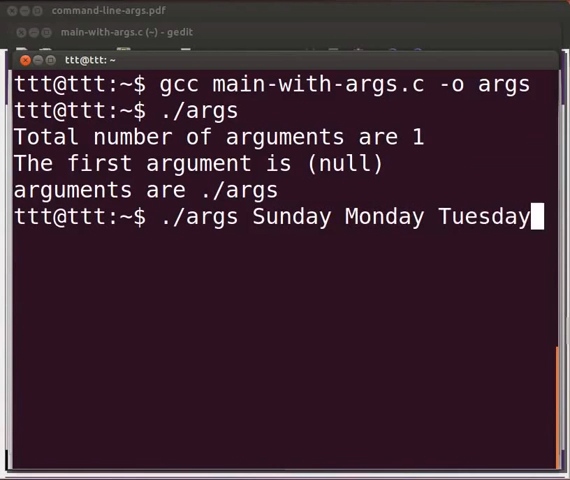 command-line-args.pdf
main-with-args.c (~) - gedit
ttt@ttt: ~
ttt@ttt:~$ gcc main-with-args.c -o args
ttt@ttt:~$ ./args
Total number of arguments are 1
The first argument is (null)
arguments are ./args
ttt@ttt:~$ ./args Sunday Monday Tuesday